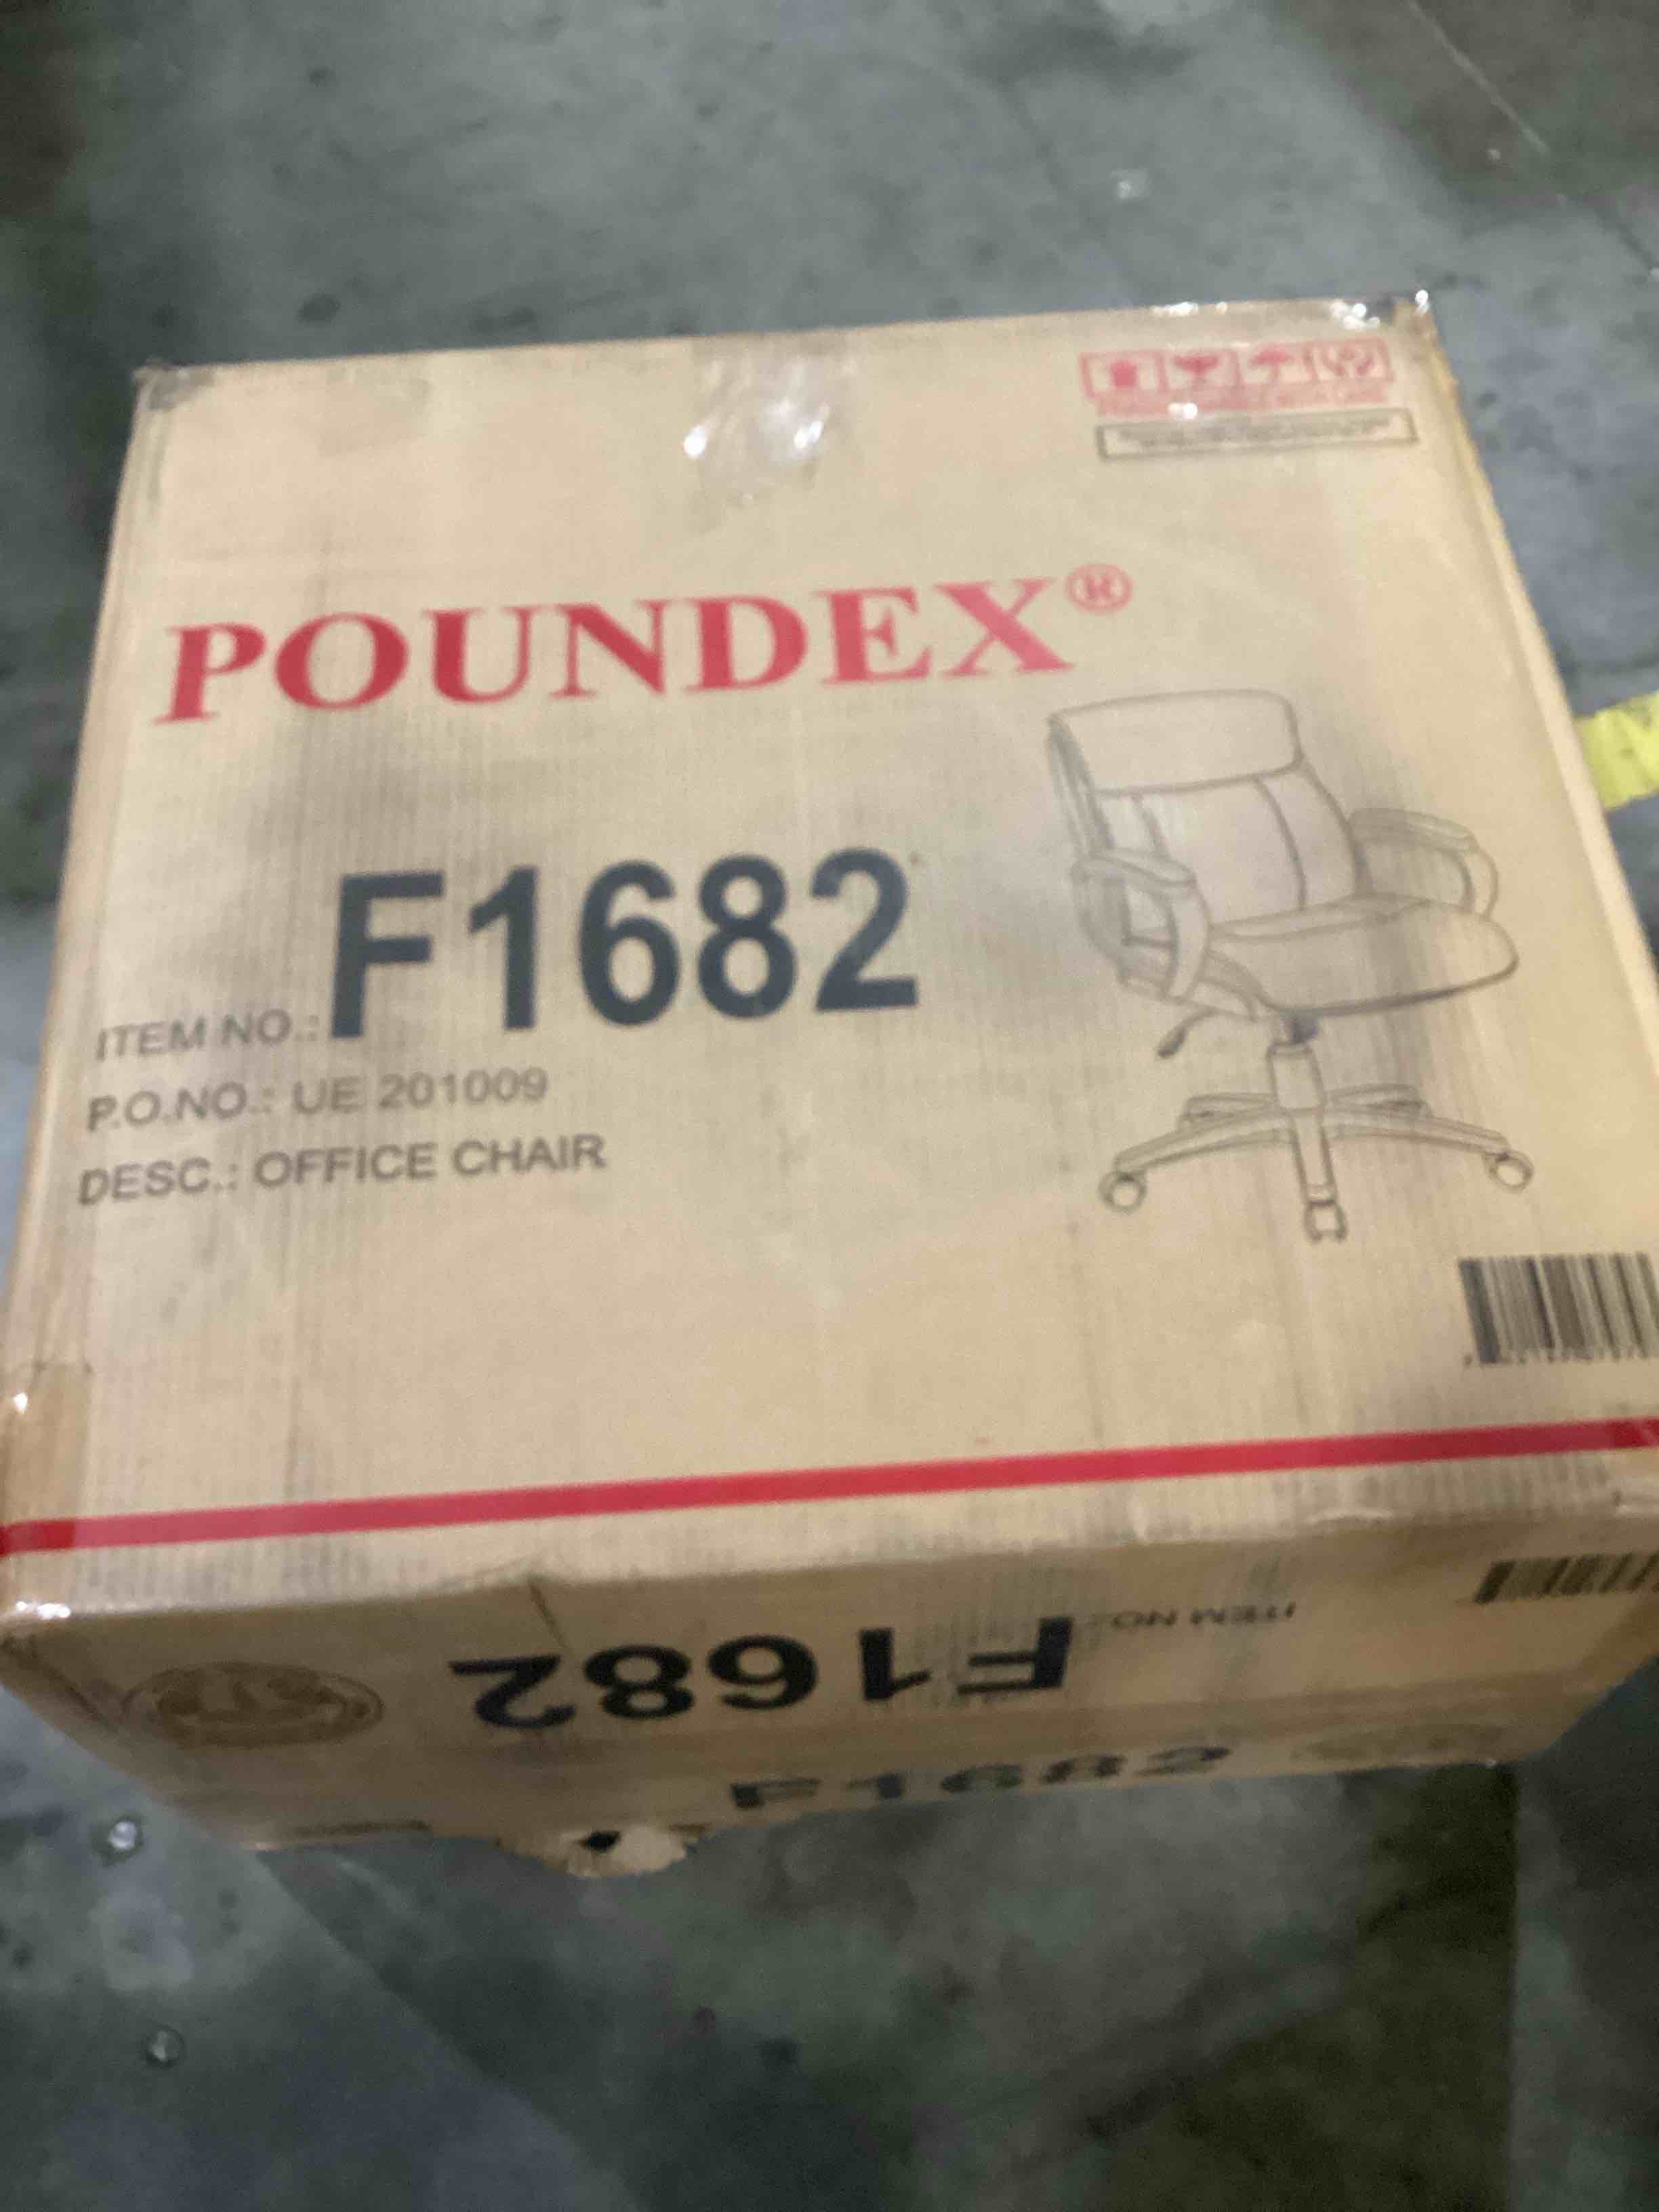 POUNDEX®
ITEM NO.: F1682
P.O.NO.: UE 201009
DESC.: OFFICE CHAIR
ITEM NO.: F1682
F1682